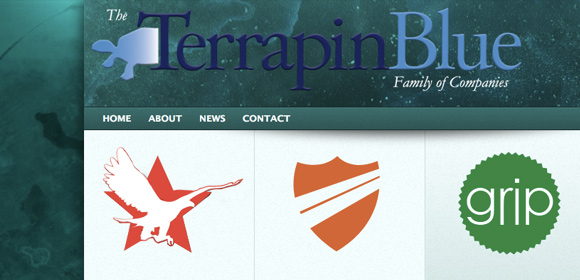 The
TerrapinBlue
Family of Companies
HOME ABOUT NEWS CONTACT
grip